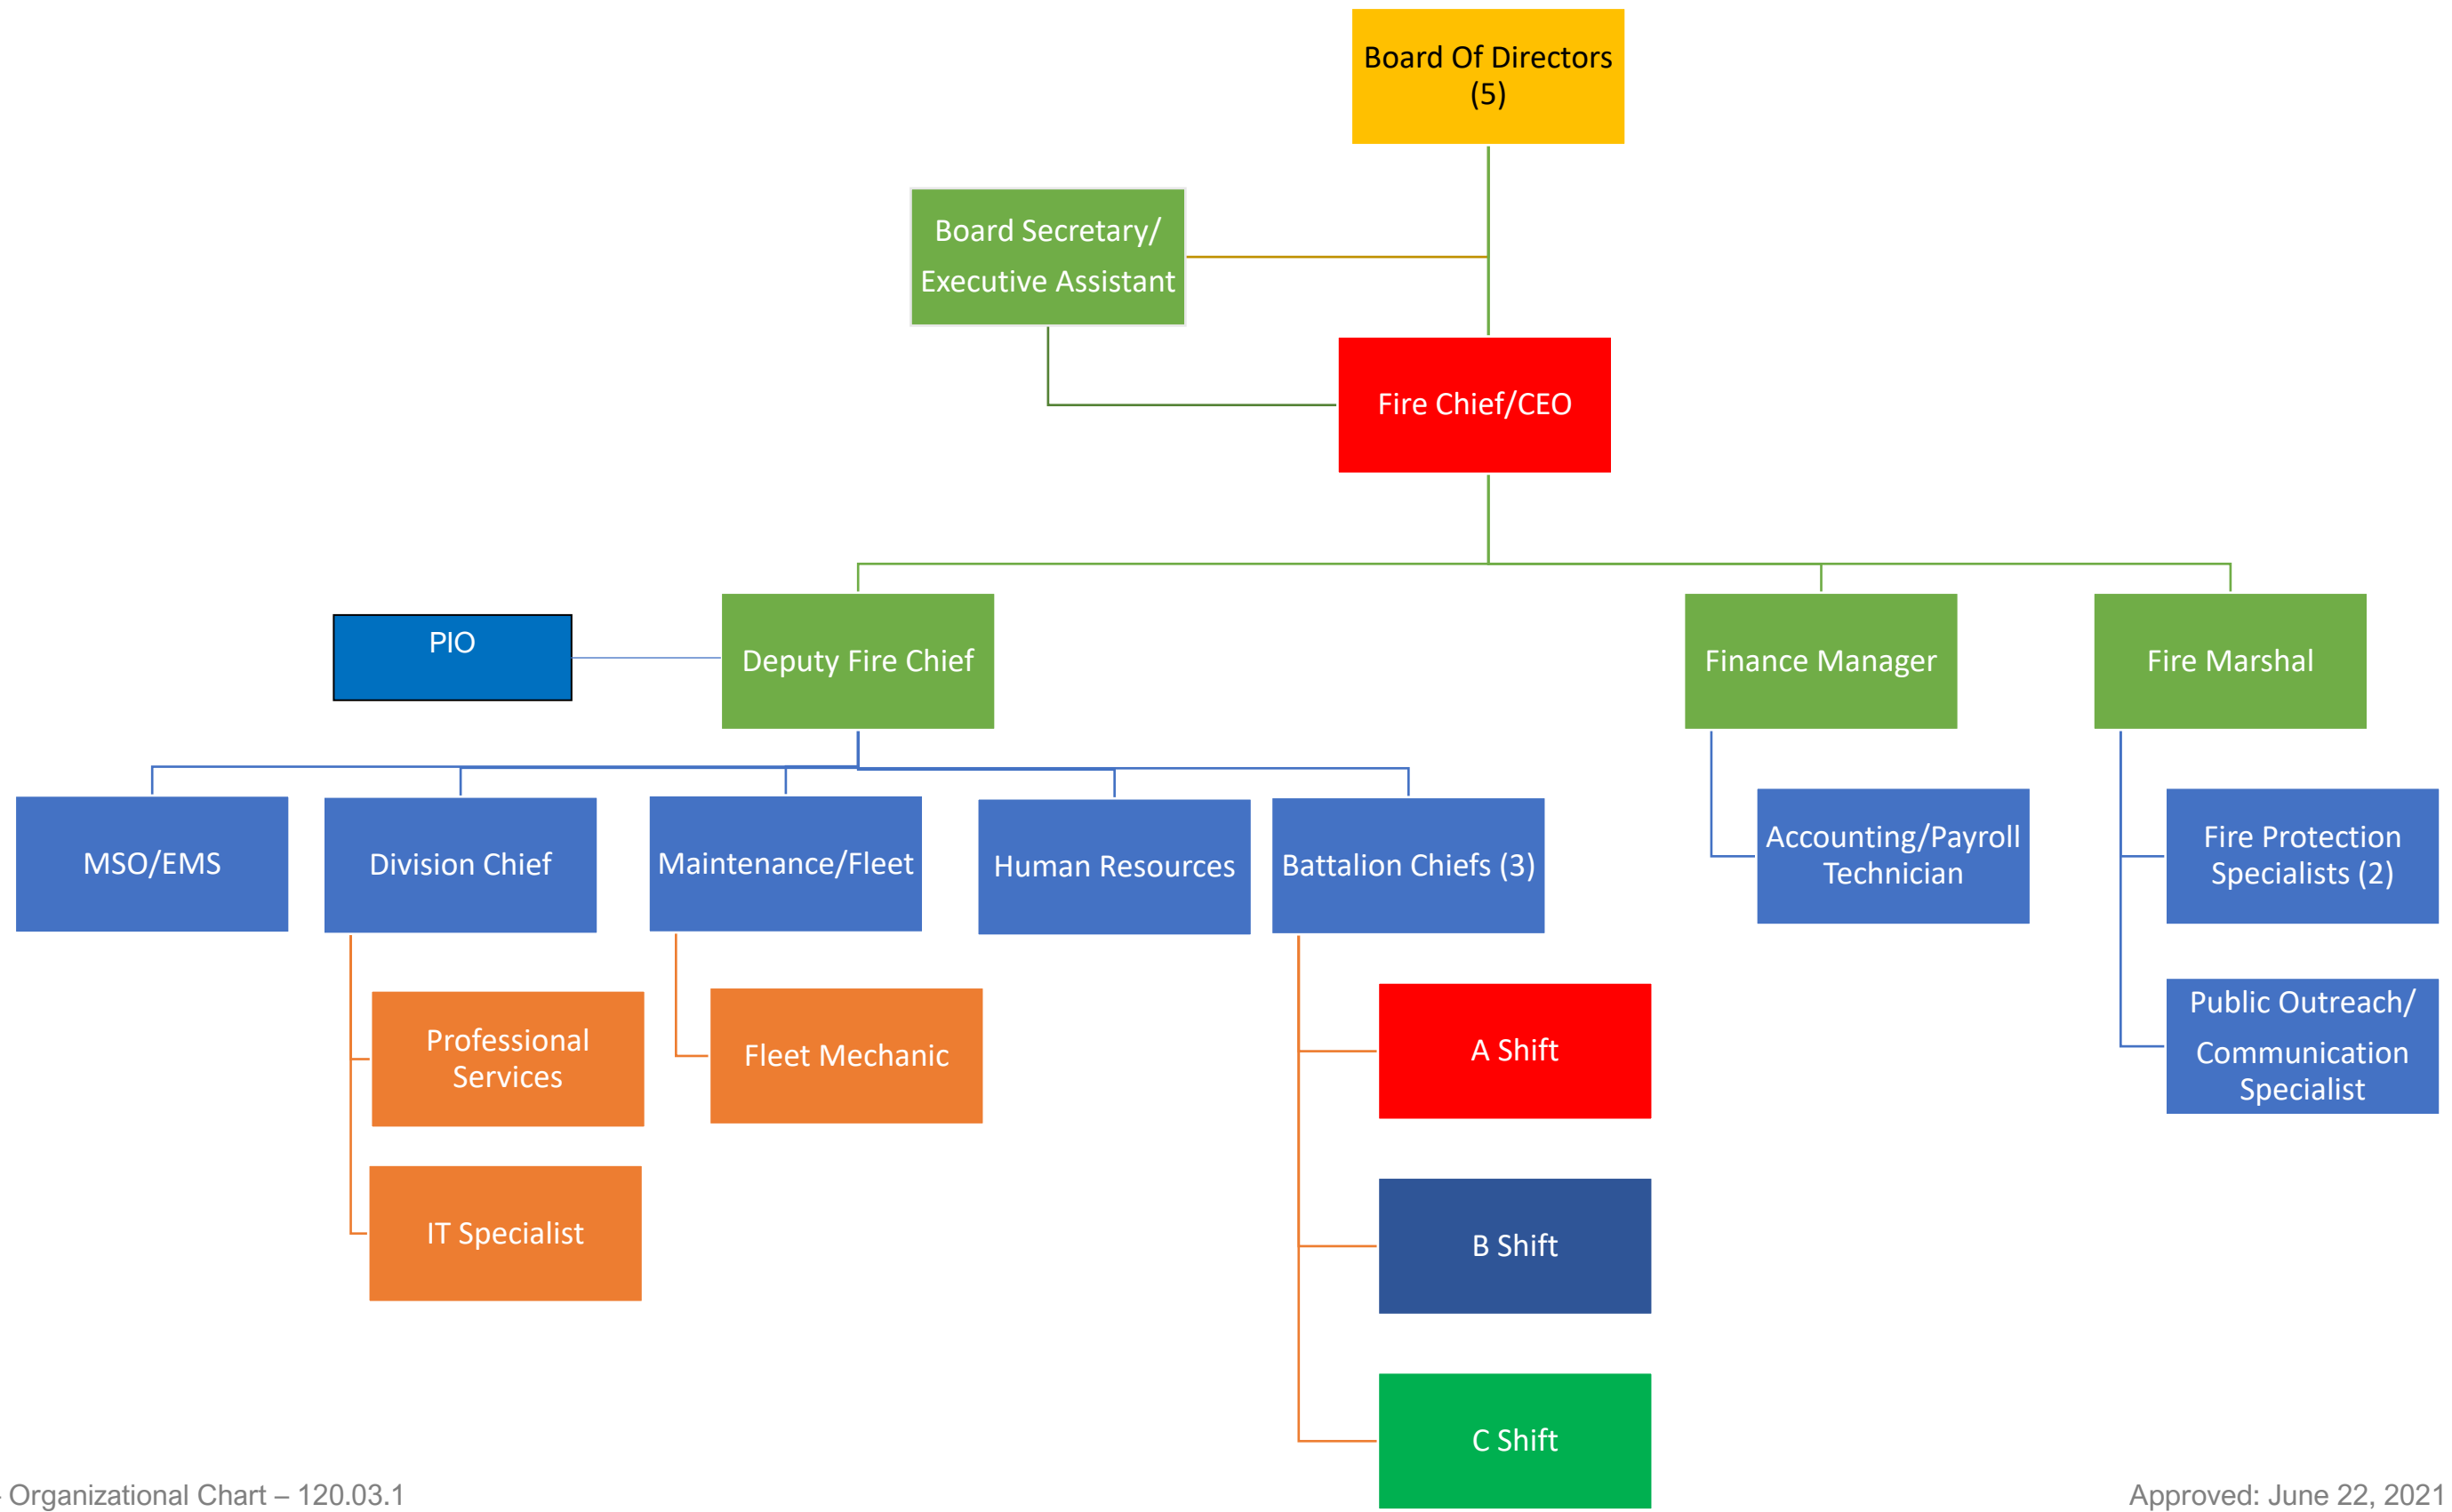 Board Of Directors
(5)
Board Secretary/
Executive Assistant
Fire Chief/CEO
PIO
Deputy Fire Chief
Finance Manager
Fire Marshal
MSO/EMS
Division Chief
Maintenance/Fleet
Human Resources
Battalion Chiefs (3)
Accounting/Payroll
Technician
Fire Protection
Specialists (2)
Professional
Services
Fleet Mechanic
A Shift
Public Outreach/
Communication
Specialist
IT Specialist
B Shift
C Shift
- Organizational Chart – 120.03.1
Approved: June 22, 2021